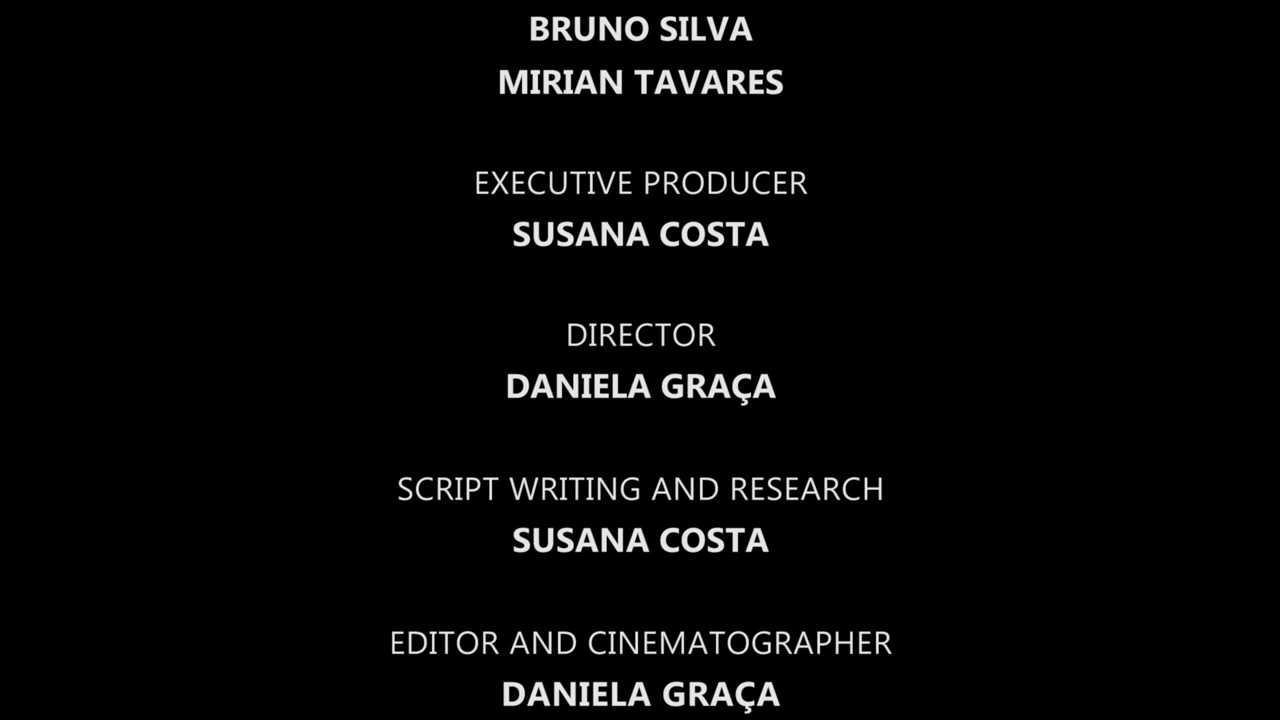 BRUNO SILVA
MIRIAN TAVARES
EXECUTIVE PRODUCER
SUSANA COSTA
DIRECTOR
DANIELA GRAÇA
SCRIPT WRITING AND RESEARCH
SUSANA COSTA
EDITOR AND CINEMATOGRAPHER
DANIELA GRAÇA